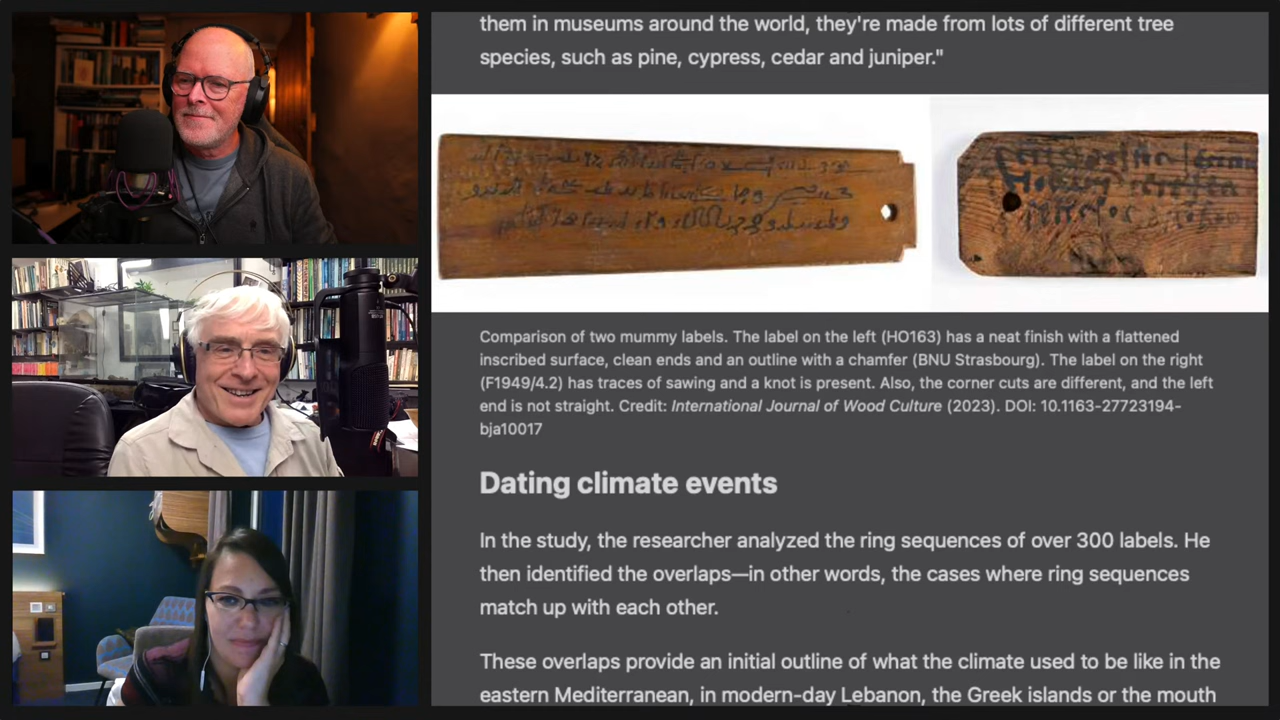 them in museums around the world, they're made from lots of different tree
species, such as pine, cypress, cedar and juniper."
Comparison of two mummy labels. The label on the left (HO163) has a neat finish with a flattened
inscribed surface, clean ends and an outline with a chamfer (BNU Strasbourg). The label on the right
(F1949/4.2) has traces of sawing and a knot is present. Also, the corner cuts are different, and the left
end is not straight. Credit: International Journal of Wood Culture (2023). DOI: 10.1163-27723194-
bja10017
Dating climate events
In the study, the researcher analyzed the ring sequences of over 300 labels. He
then identified the overlaps—in other words, the cases where ring sequences
match up with each other.
These overlaps provide an initial outline of what the climate used to be like in the
eastern Mediterranean, in modern-day Lebanon, the Greek islands or the mouth